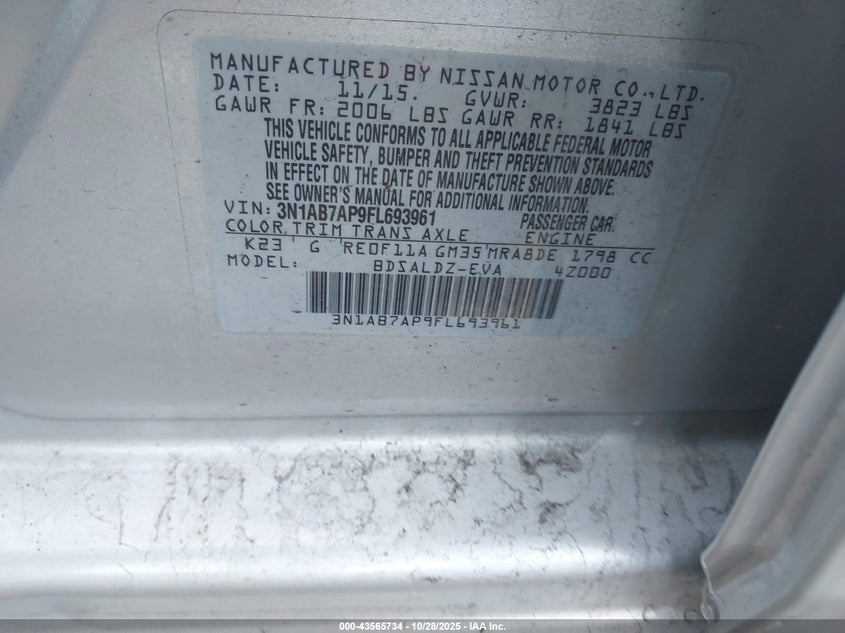 MANUFACTURED BY NISSAN MOTOR CO., LTD.
DATE: 11/15. GVWR: 3823 LBS
GAWR FR: 2006 LBS GAWR RR: 1841 LBS
THIS VEHICLE CONFORMS TO ALL APPLICABLE FEDERAL MOTOR
VEHICLE SAFETY, BUMPER AND THEFT PREVENTION STANDARDS
IN EFFECT ON THE DATE OF MANUFACTURE SHOWN ABOVE.
SEE OWNER'S MANUAL FOR ADDITIONAL INFORMATION.
VIN: 3N1AB7AP9FL693961 PASSENGER CAR.
COLOR TRIM TRANS AXLE ENGINE
K23 G RE0F11A GM35 MRA8DE 1798 CC
MODEL: BDSALDZ-EVA 4Z000
3N1AB7AP9FL693961
000-43565734 | 10/28/2025 | IAA Inc.